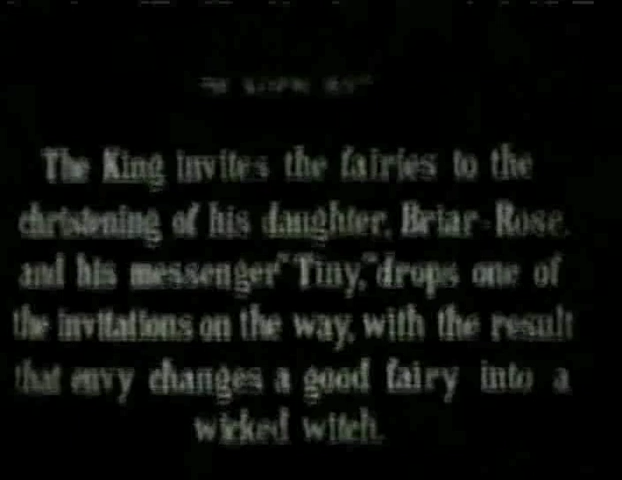 The King invites the fairies to the
christening of his daughter, Briar-Rose,
and his messenger "Tiny," drops one of
the invitations on the way, with the result
that envy changes a good fairy into a
wicked witch.